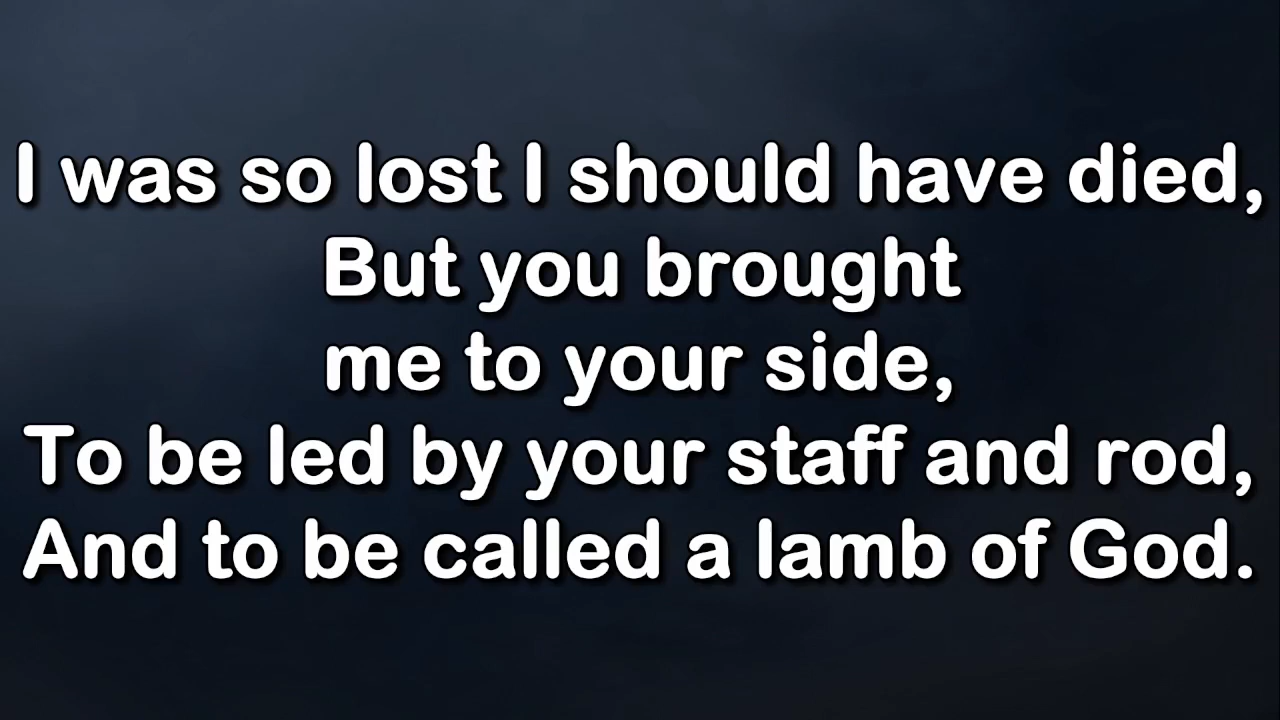 I was so lost I should have died,
But you brought
me to your side,
To be led by your staff and rod,
And to be called a lamb of God.